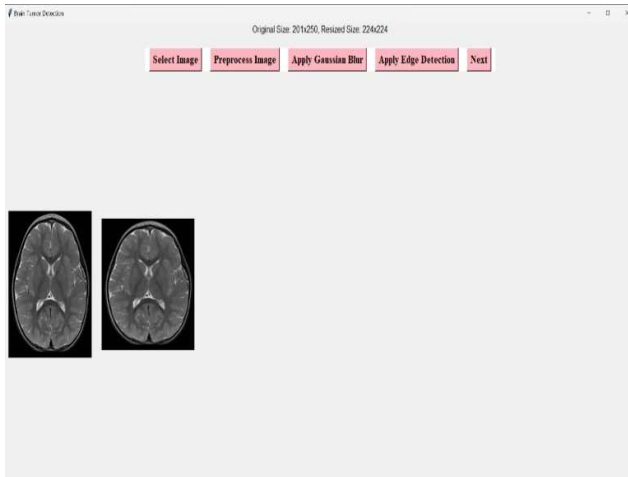 Brain Tumor Detection
Original Size: 201x250, Resized Size: 224x224
Select Image Preprocess Image Apply Gaussian Blur Apply Edge Detection Next